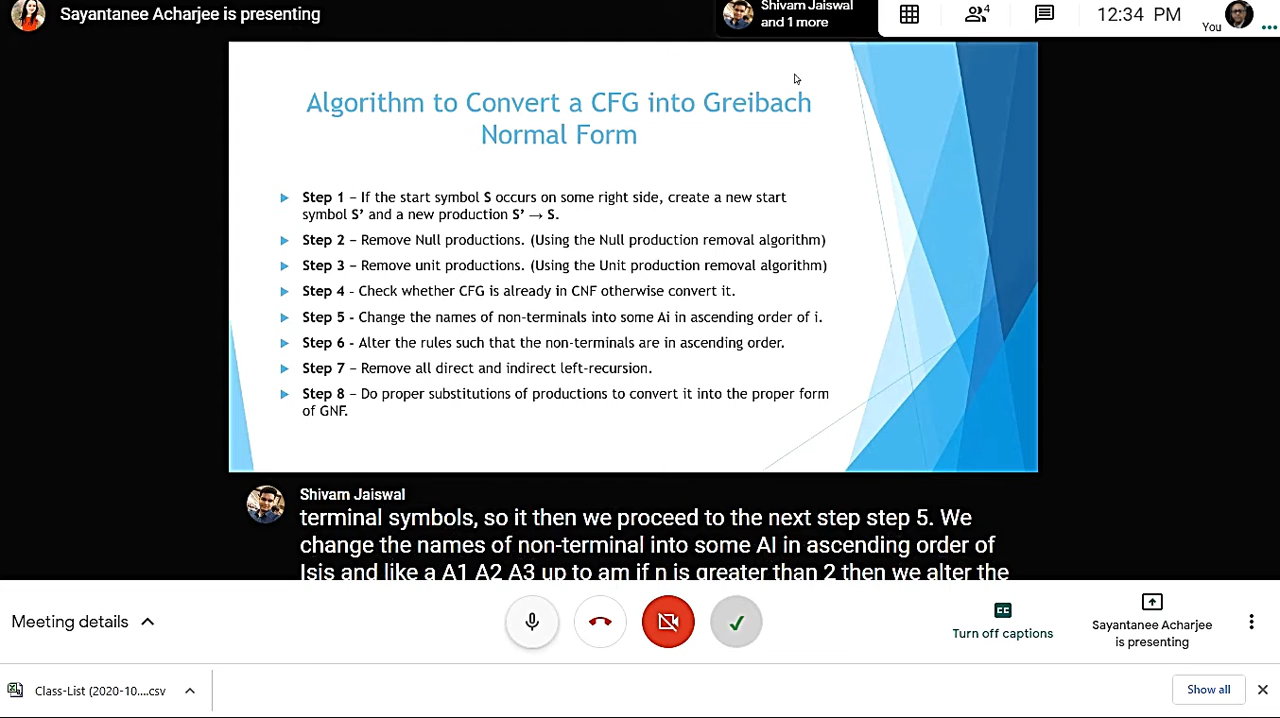 Sayantanee Acharjee is presenting
Shivam Jaiswal
and 1 more
4
12:34 PM
You
Algorithm to Convert a CFG into Greibach
Normal Form
Step 1 – If the start symbol S occurs on some right side, create a new start
symbol S’ and a new production S’ → S.
Step 2 – Remove Null productions. (Using the Null production removal algorithm)
Step 3 – Remove unit productions. (Using the Unit production removal algorithm)
Step 4 - Check whether CFG is already in CNF otherwise convert it.
Step 5 - Change the names of non-terminals into some Ai in ascending order of i.
Step 6 - Alter the rules such that the non-terminals are in ascending order.
Step 7 – Remove all direct and indirect left-recursion.
Step 8 – Do proper substitutions of productions to convert it into the proper form
of GNF.
Shivam Jaiswal
terminal symbols, so it then we proceed to the next step step 5. We
change the names of non-terminal into some AI in ascending order of
Isis and like a A1 A2 A3 up to am if n is greater than 2 then we alter the
Meeting details
CC
Turn off captions
Sayantanee Acharjee
is presenting
Class-List (2020-10....csv
Show all